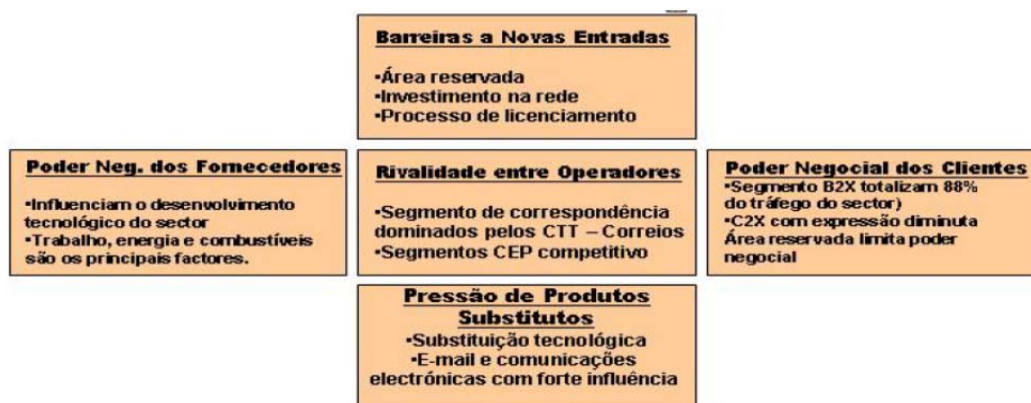 Barreiras a Novas Entradas
•Área reservada
•Investimento na rede
•Processo de licenciamento
Poder Neg. dos Fornecedores
•Influenciam o desenvolvimento
tecnológico do sector
•Trabalho, energia e combustíveis
são os principais factores.
Rivalidade entre Operadores
•Segmento de correspondência
dominados pelos CTT – Correios
•Segmentos CEP competitivo
Poder Negocial dos Clientes
•Segmento B2X totalizam 88%
do tráfego do sector)
•C2X com expressão diminuta
Área reservada limita poder
negocial
Pressão de Produtos
Substitutos
•Substituição tecnológica
•E-mail e comunicações
electrónicas com forte influência